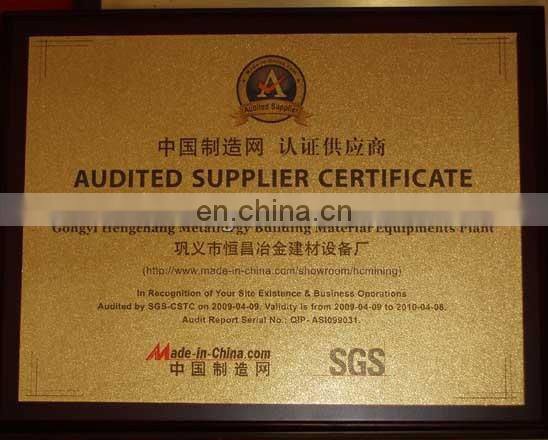 Made-in-China.com
A
Audited Supplier
中国制造网 认证供应商
AUDITED SUPPLIER CERTIFICATE
en.china.cn
Gongyi Hengchang Metallurgy Building Material Equipments Plant
巩义市恒昌冶金建材设备厂
(http://www.made-in-china.com/showroom/hcmining)
In Recognition of Your Site Existence & Business Operations
Audited by SGS-CSTC on 2009-04-09. Validity is from 2009-04-09 to 2010-04-08.
Audit Report Serial No.: QIP-ASI099031.
Made-in-China.com
中国制造网
SGS